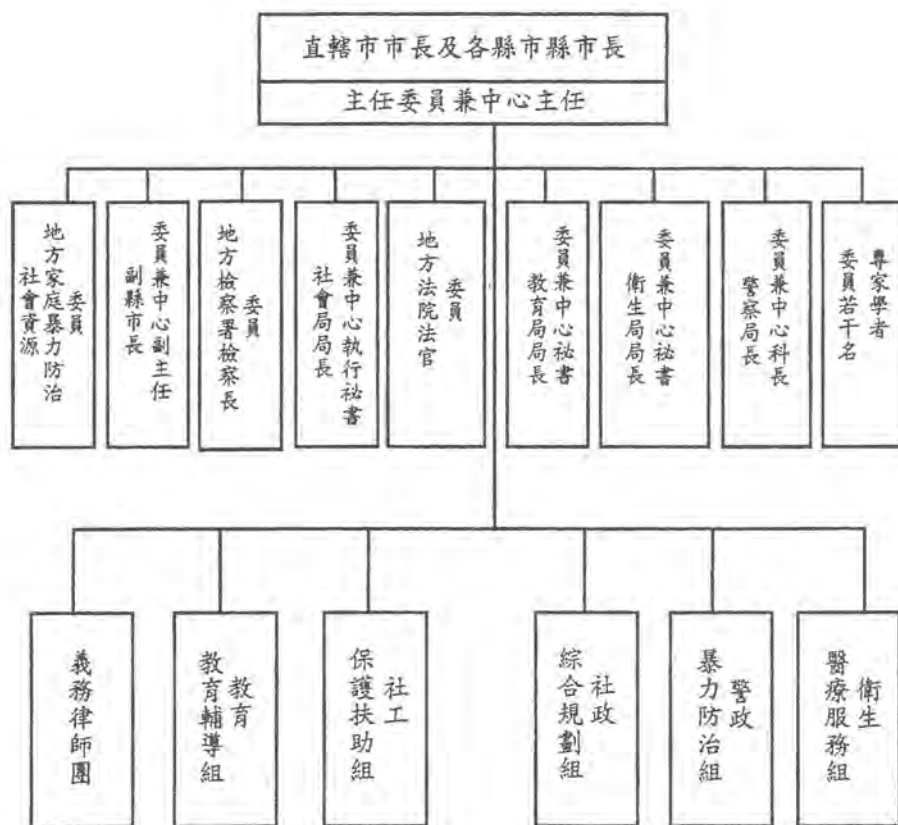 直轄市市長及各縣市縣市長
主任委員兼中心主任
委員
地方家庭暴力防治
社會資源
委員兼中心副主任
副縣市長
委員
地方檢察署檢察長
委員兼中心執行祕書
社會局局長
委員
地方法院法官
委員兼中心祕書
教育局局長
委員兼中心祕書
衛生局局長
委員兼中心科長
警察局長
專家學者
委員若干名
義務律師團
教育
教育輔導組
社工
保護扶助組
社政
綜合規劃組
警政
暴力防治組
衛生
醫療服務組